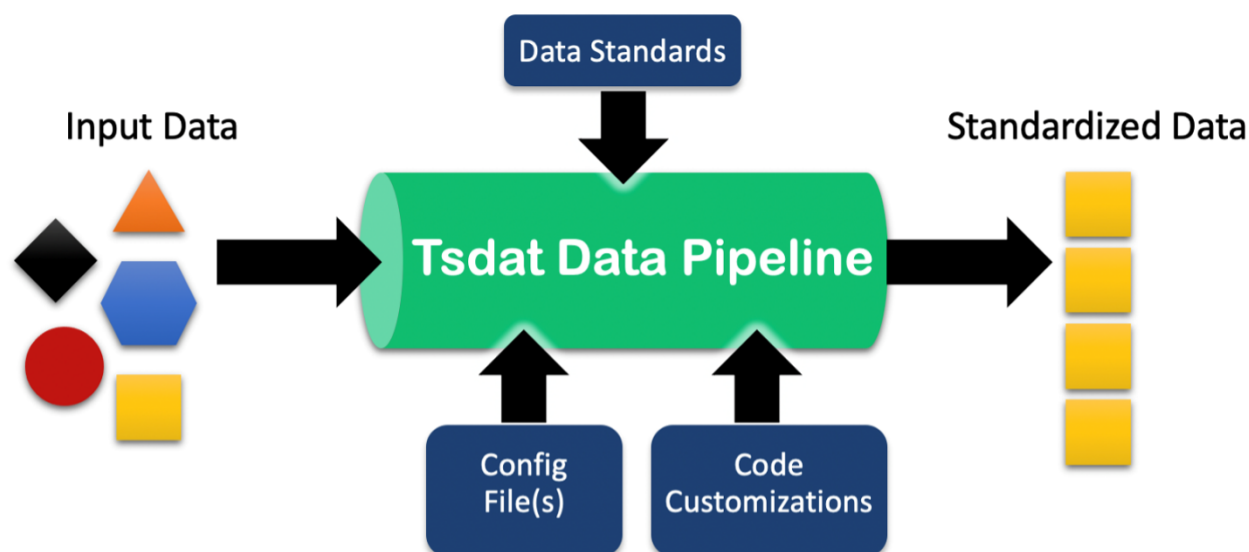 Data Standards
Input Data
Standardized Data
Tsdat Data Pipeline
Config
File(s)
Code
Customizations